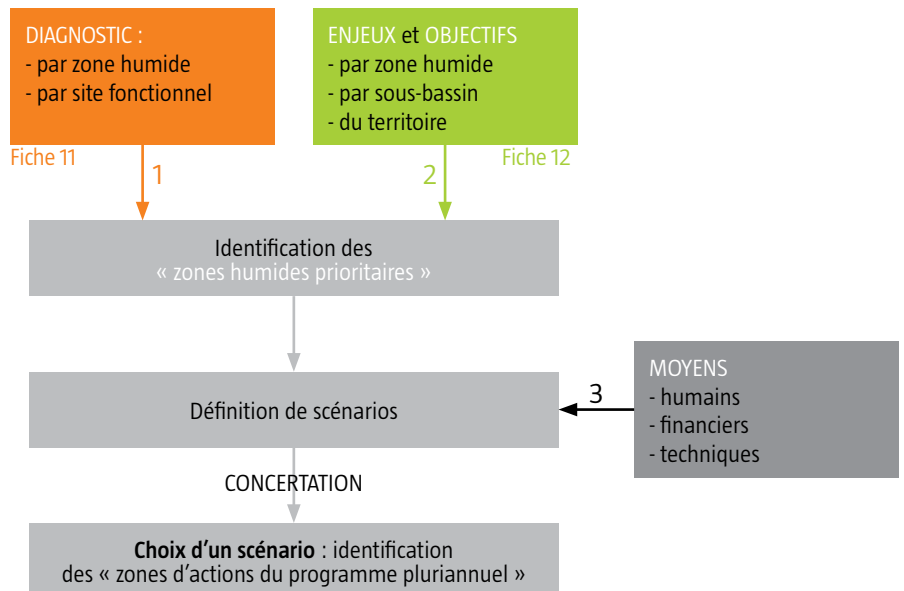 DIAGNOSTIC :
- par zone humide
- par site fonctionnel
Fiche 11
1
ENJEUX et OBJECTIFS
- par zone humide
- par sous-bassin
- du territoire
Fiche 12
2
Identification des
« zones humides prioritaires »
Définition de scénarios
3
MOYENS
- humains
- financiers
- techniques
CONCERTATION
Choix d’un scénario : identification
des « zones d’actions du programme pluriannuel »